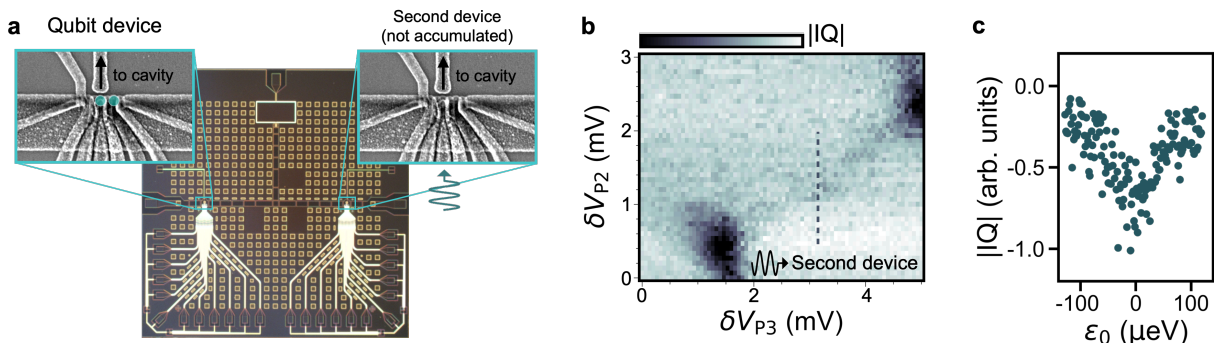 a
Qubit device
to cavity
Second device
(not accumulated)
to cavity
b
|IQ|
3
2
1
0
δV_P2 (mV)
Second device
0
2
4
δV_P3 (mV)
c
0.0
-0.5
-1.0
|IQ| (arb. units)
-100
0
100
ε_0 (μeV)